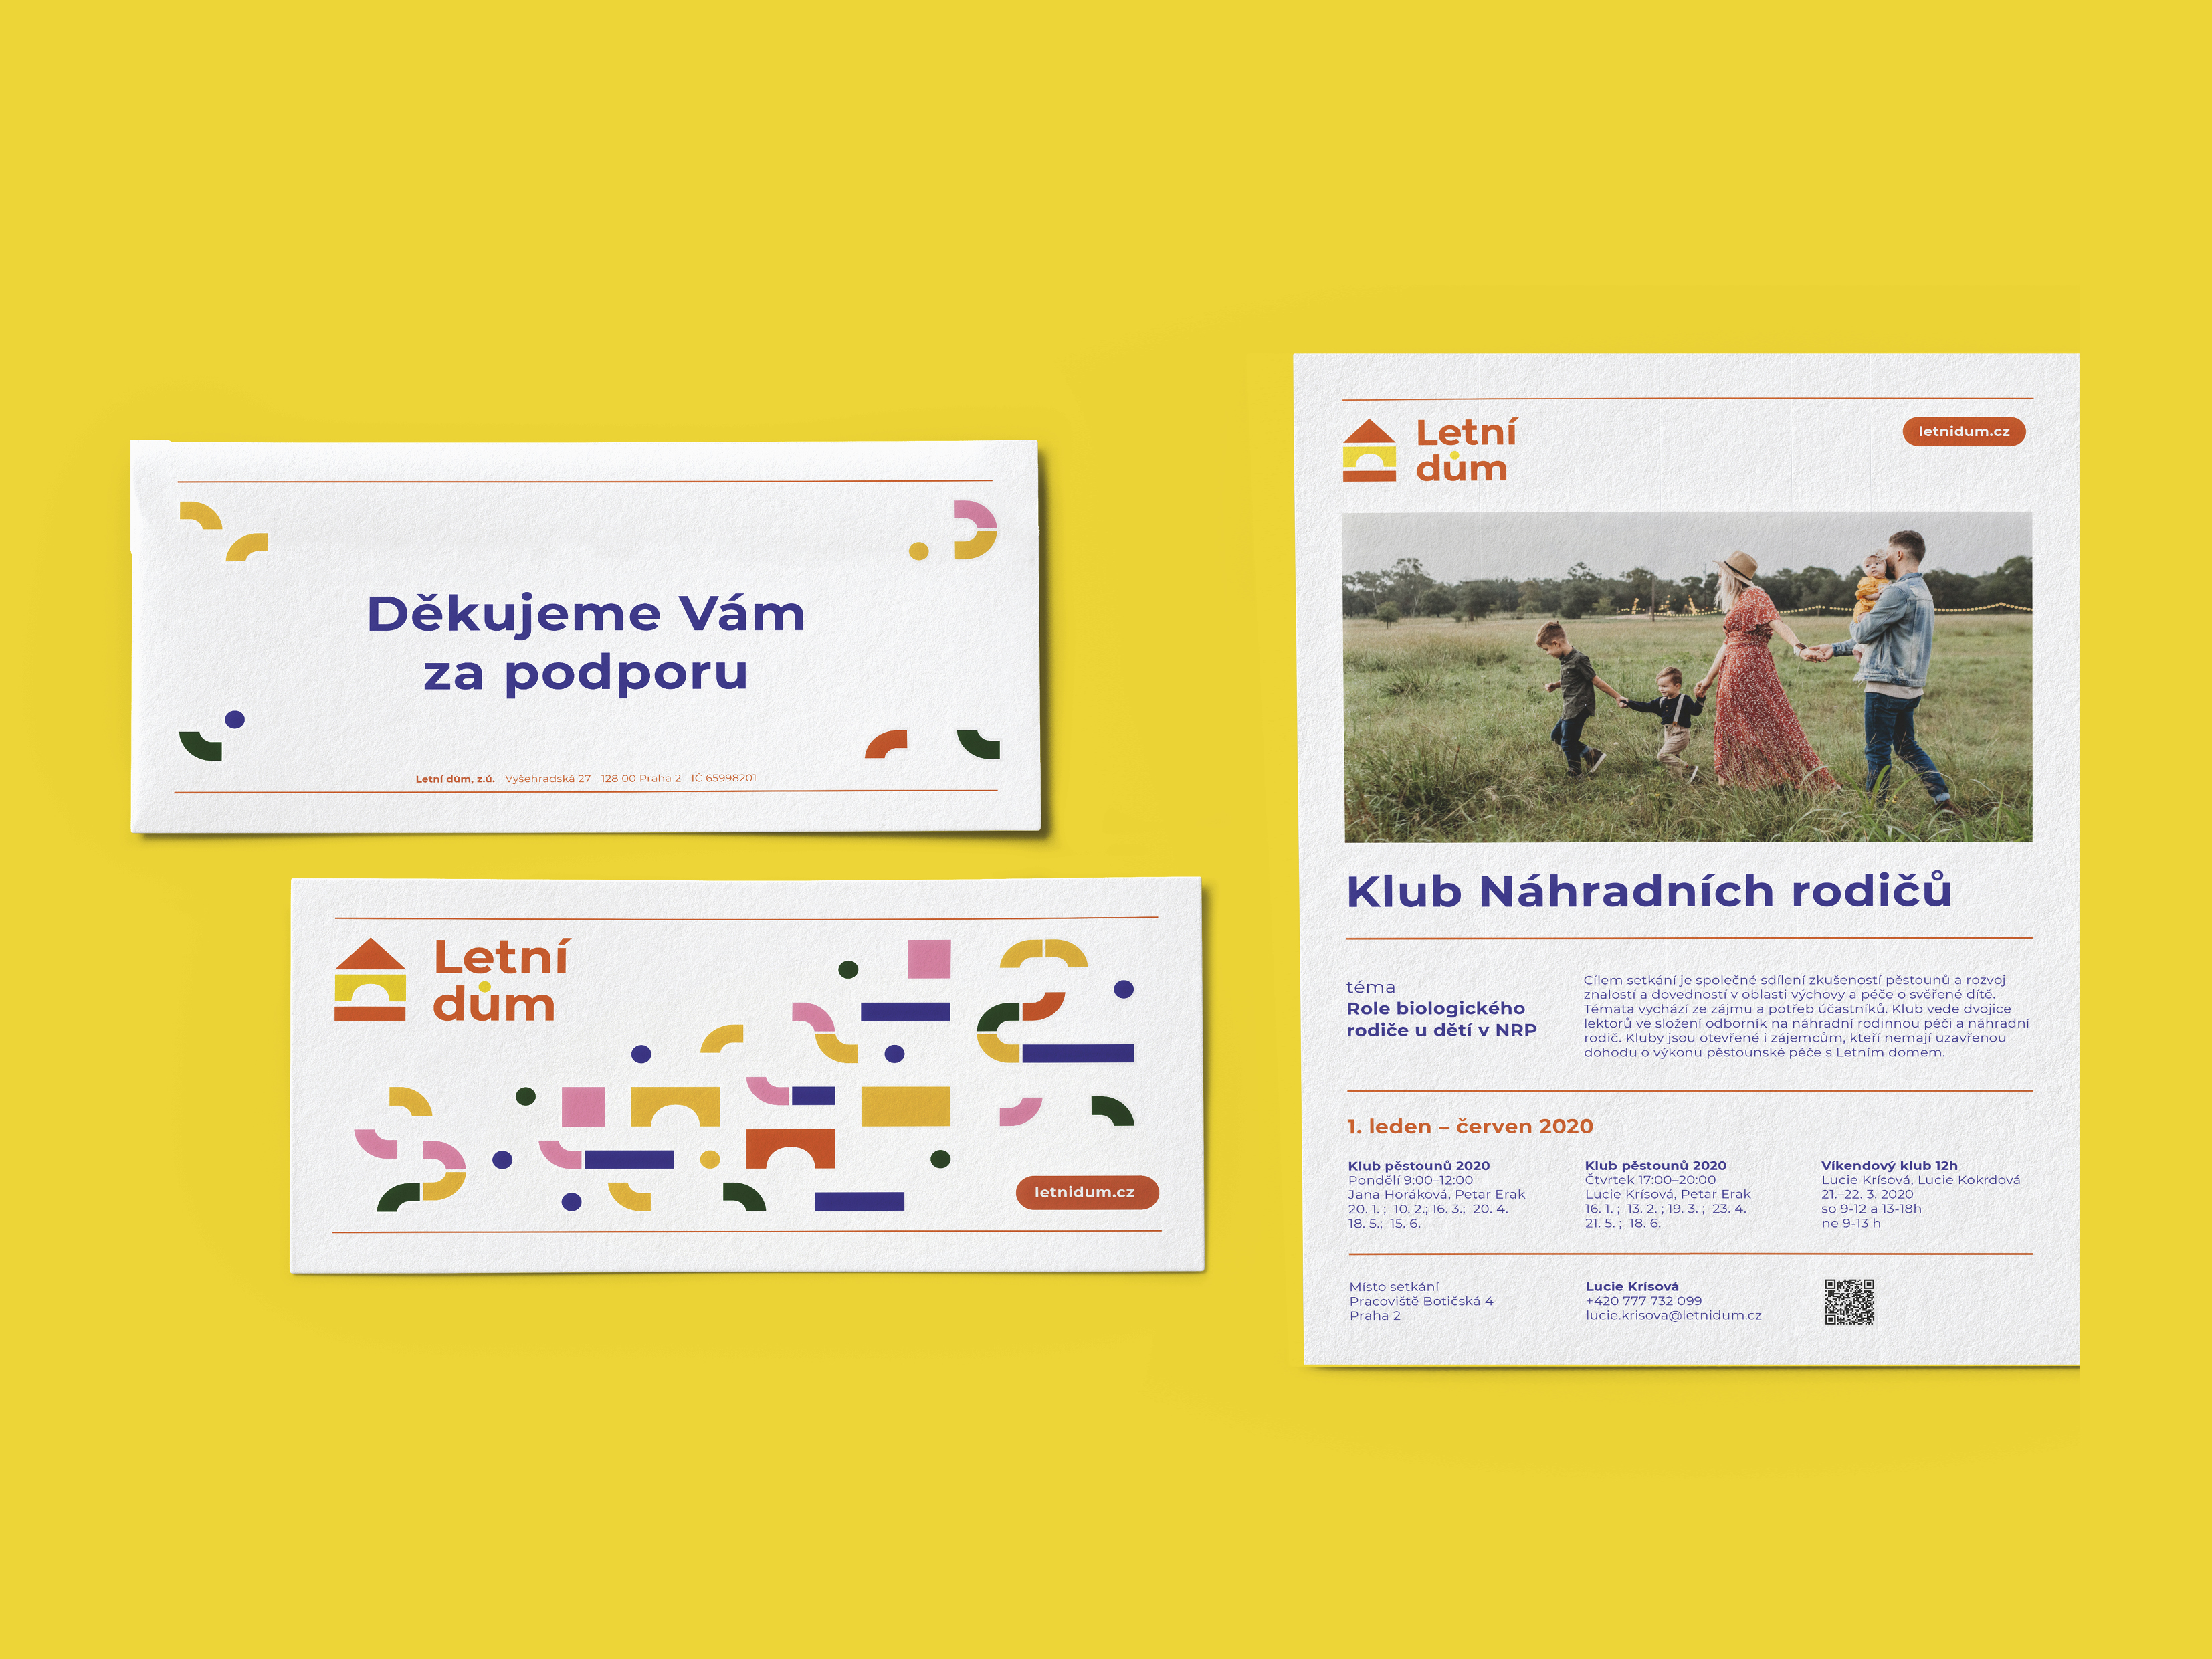 Děkujeme Vám
za podporu
Letní dům, z.ú. Vyšehradská 27 128 00 Praha 2 IČ 65998201
Letní
dům
letnidum.cz
Letní
dům
letnidum.cz
Klub Náhradních rodičů
téma
Role biologického
rodiče u dětí v NRP
Cílem setkání je společné sdílení zkušeností pěstounů a rozvoj
znalostí a dovedností v oblasti výchovy a péče o svěřené dítě.
Témata vychází ze zájmu a potřeb účastníků. Klub vede dvojice
lektorů ve složení odborník na náhradní rodinnou péči a náhradní
rodič. Kluby jsou otevřené i zájemcům, kteří nemají uzavřenou
dohodu o výkonu pěstounské péče s Letním domem.
1. leden – červen 2020
Klub pěstounů 2020
Pondělí 9:00–12:00
Jana Horáková, Petar Erak
20. 1. ; 10. 2.; 16. 3.; 20. 4.
18. 5.; 15. 6.
Klub pěstounů 2020
Čtvrtek 17:00–20:00
Lucie Krísová, Petar Erak
16. 1. ; 13. 2. ; 19. 3. ; 23. 4.
21. 5. ; 18. 6.
Víkendový klub 12h
Lucie Krísová, Lucie Kokrdová
21.–22. 3. 2020
so 9-12 a 13-18h
ne 9-13 h
Místo setkání
Pracoviště Botičská 4
Praha 2
Lucie Krísová
+420 777 732 099
lucie.krisova@letnidum.cz